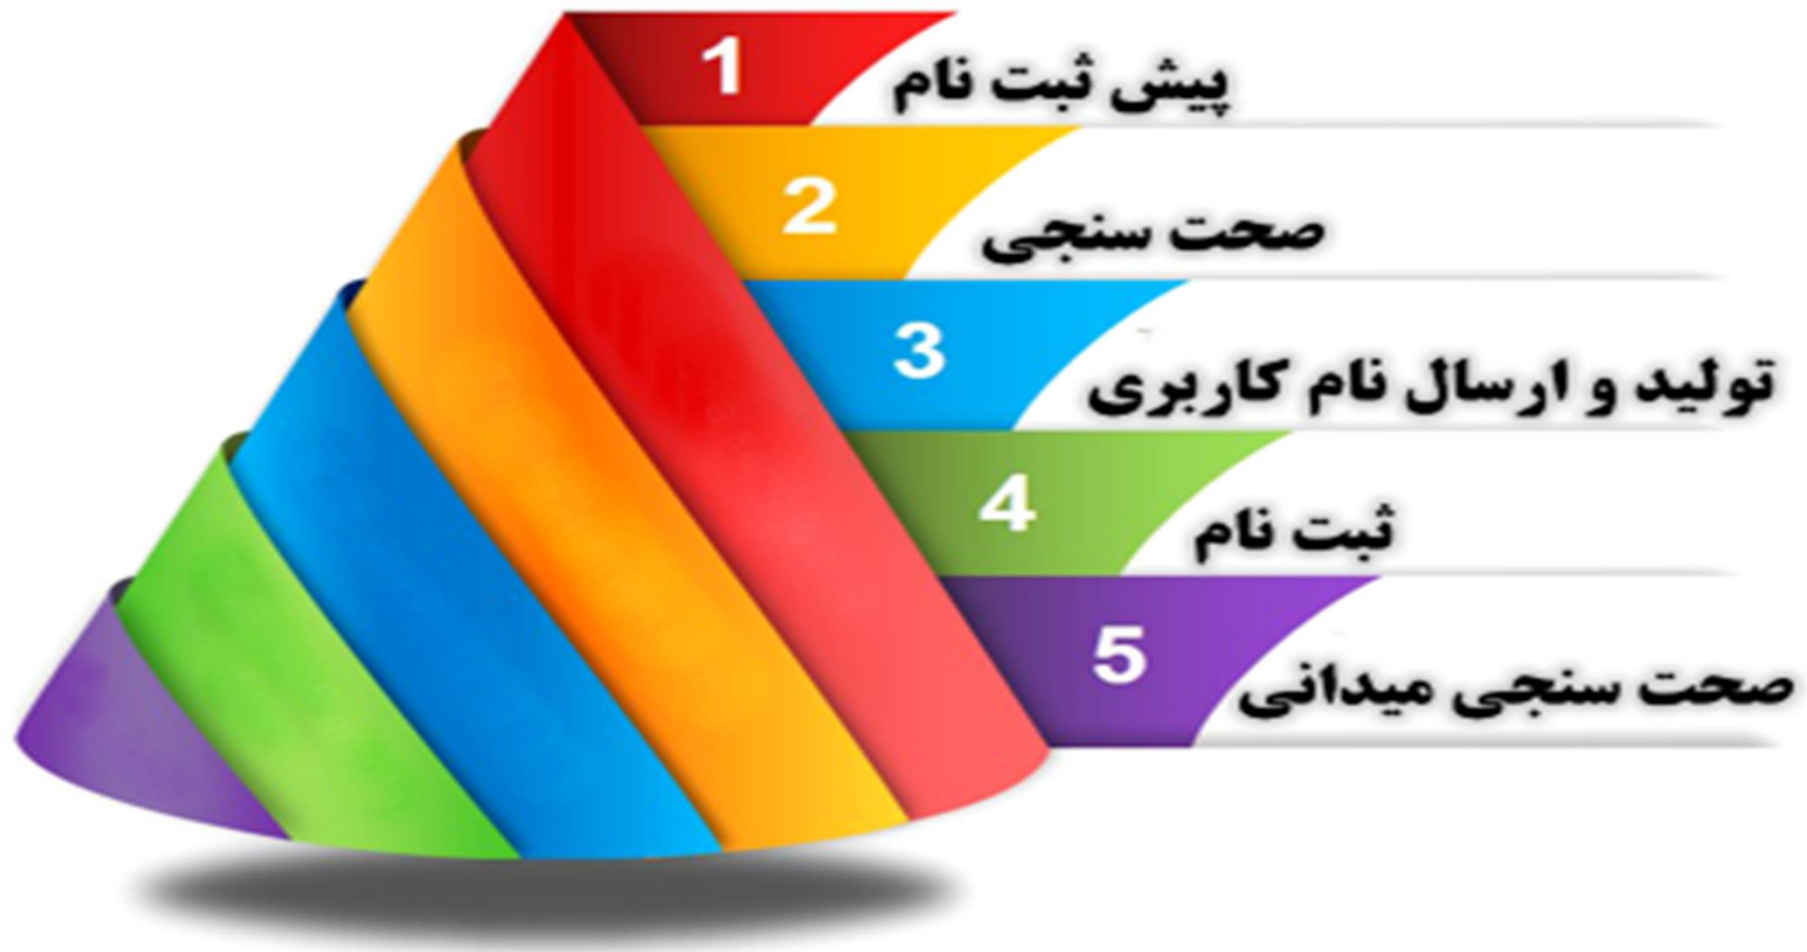 1 پیش ثبت نام
2 صحت سنجی
3 تولید و ارسال نام کاربری
4 ثبت نام
5 صحت سنجی میدانی